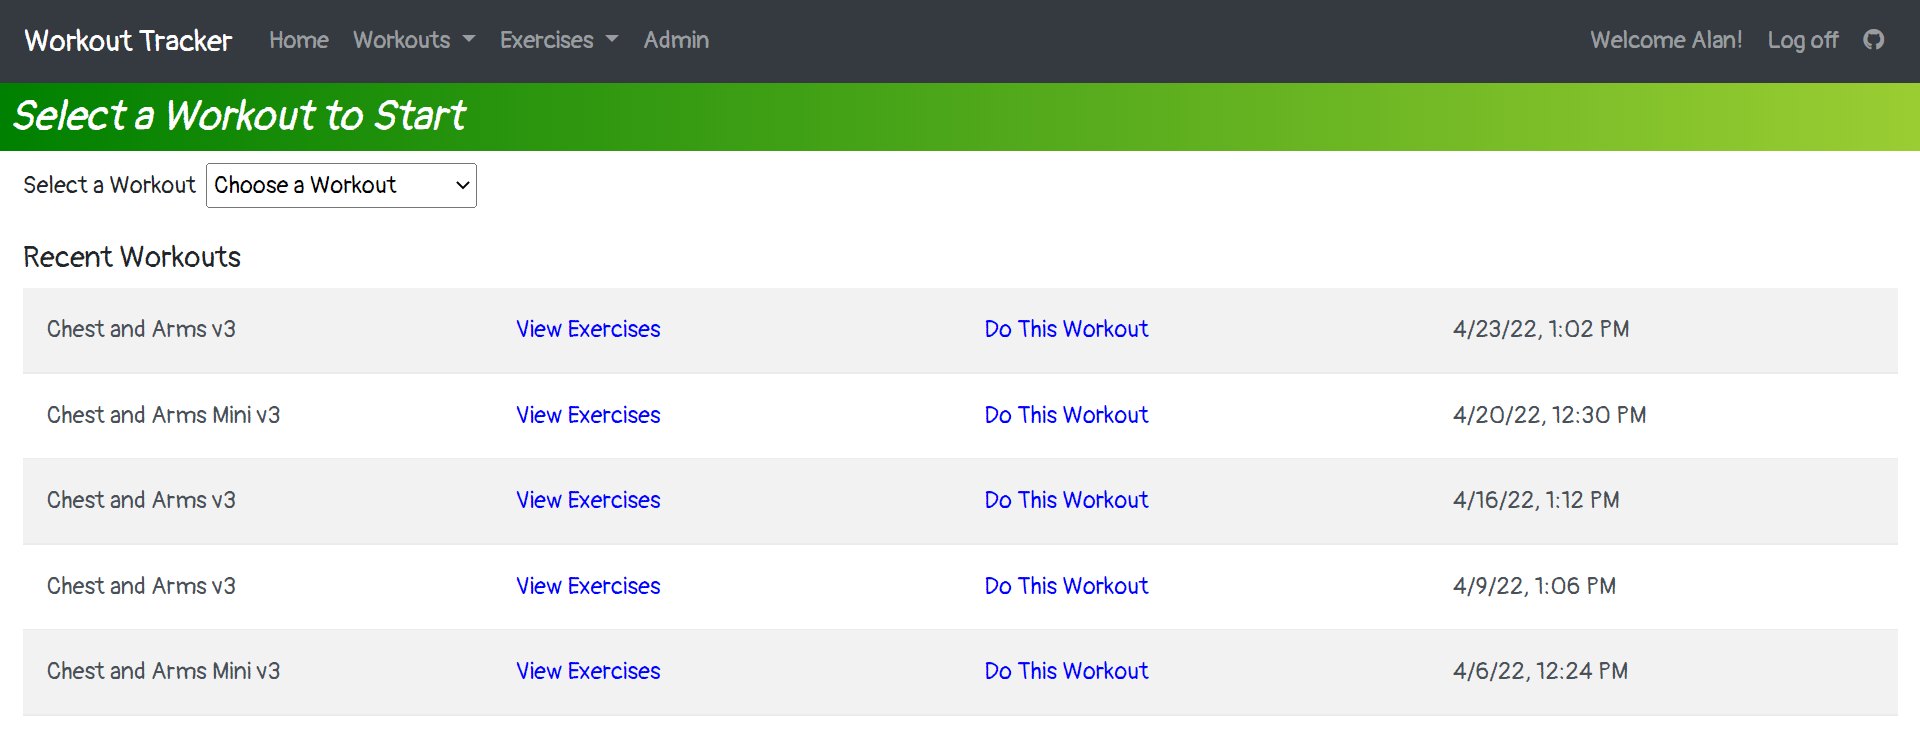 Workout Tracker Home Workouts Exercises Admin Welcome Alan! Log off
Select a Workout to Start
Select a Workout Choose a Workout
Recent Workouts
Chest and Arms v3 View Exercises Do This Workout 4/23/22, 1:02 PM
Chest and Arms Mini v3 View Exercises Do This Workout 4/20/22, 12:30 PM
Chest and Arms v3 View Exercises Do This Workout 4/16/22, 1:12 PM
Chest and Arms v3 View Exercises Do This Workout 4/9/22, 1:06 PM
Chest and Arms Mini v3 View Exercises Do This Workout 4/6/22, 12:24 PM